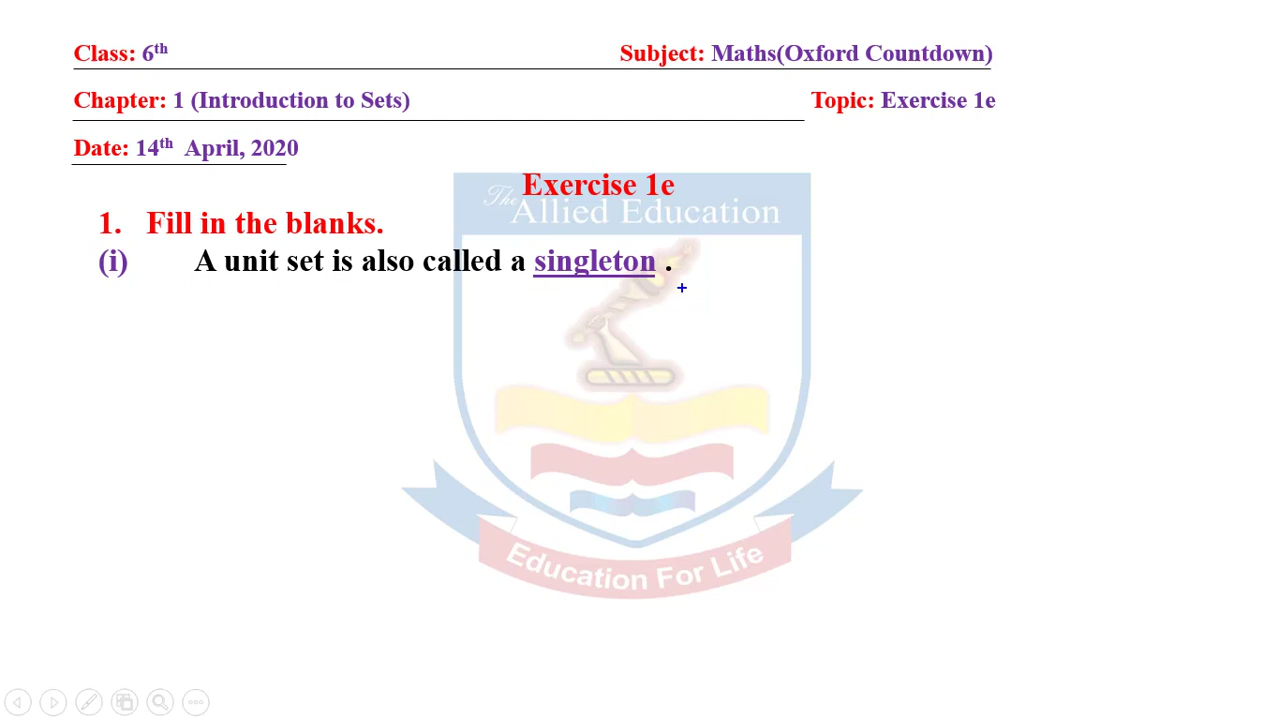 Class: 6th Subject: Maths(Oxford Countdown)
Chapter: 1 (Introduction to Sets) Topic: Exercise 1e
Date: 14th April, 2020
Exercise 1e
The Allied Education
1. Fill in the blanks.
(i) A unit set is also called a singleton .
Education For Life